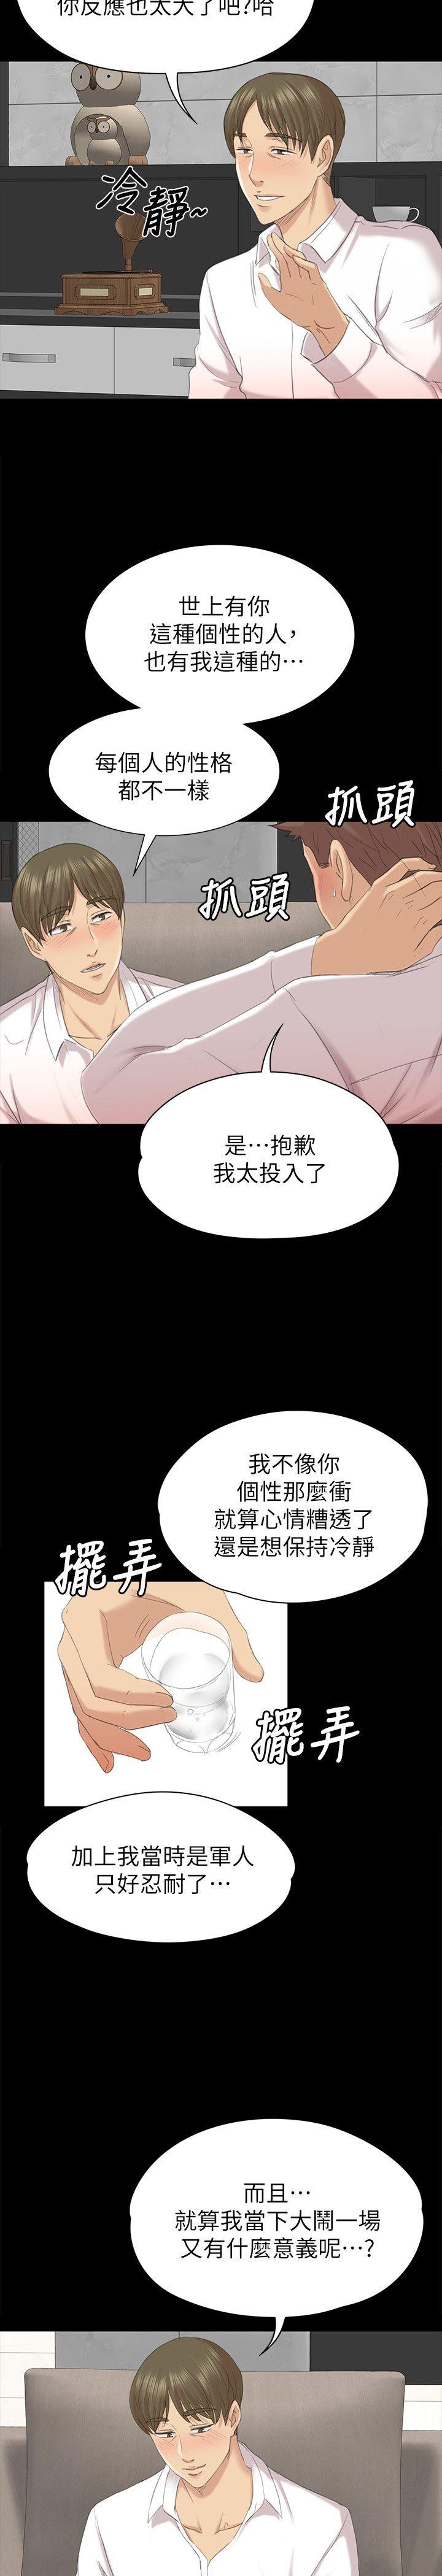 你反應也太大了吧?哈
冷靜~
世上有你
這種個性的人,
也有我這種的…
每個人的性格
都不一樣
抓頭
抓頭
是…抱歉
我太投入了
我不像你
個性那麼衝
就算心情糟透了
還是想保持冷靜
擺弄
擺弄
加上我當時是軍人
只好忍耐了…
而且…
就算我當下大鬧一場
又有什麼意義呢…?